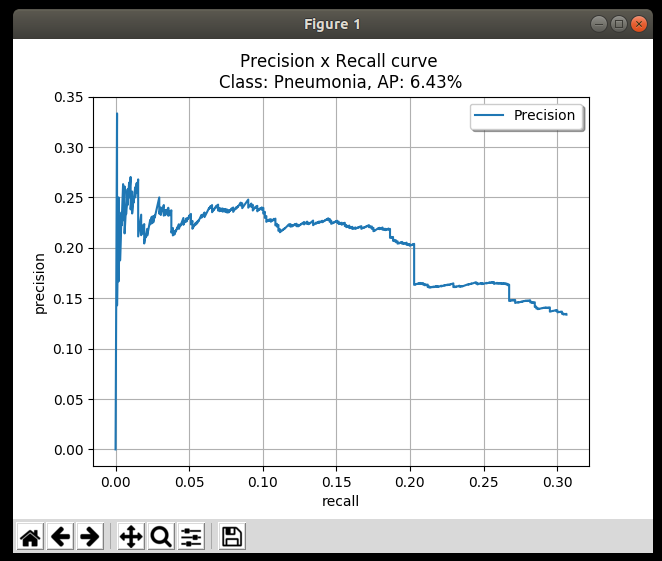 Figure 1
Precision x Recall curve
Class: Pneumonia, AP: 6.43%
Precision
0.35
0.30
0.25
0.20
0.15
0.10
0.05
0.00
precision
0.00 0.05 0.10 0.15 0.20 0.25 0.30
recall